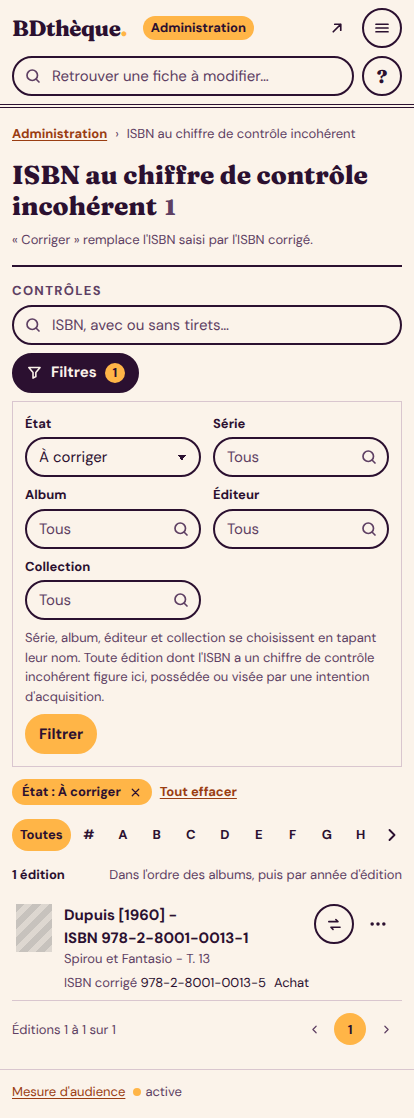 BDthèque. Administration
Retrouver une fiche à modifier... ?
Administration › ISBN au chiffre de contrôle incohérent
ISBN au chiffre de contrôle
incohérent 1
« Corriger » remplace l'ISBN saisi par l'ISBN corrigé.
CONTRÔLES
ISBN, avec ou sans tirets...
Filtres 1
État Série
À corriger Tous
Album Éditeur
Tous Tous
Collection
Tous
Série, album, éditeur et collection se choisissent en tapant
leur nom. Toute édition dont l'ISBN a un chiffre de contrôle
incohérent figure ici, possédée ou visée par une intention
d'acquisition.
Filtrer
État : À corriger × Tout effacer
Toutes # A B C D E F G H
1 édition Dans l'ordre des albums, puis par année d'édition
Dupuis [1960] -
ISBN 978-2-8001-0013-1
Spirou et Fantasio - T. 13
ISBN corrigé 978-2-8001-0013-5 Achat
Éditions 1 à 1 sur 1 ‹ 1 ›
Mesure d'audience active